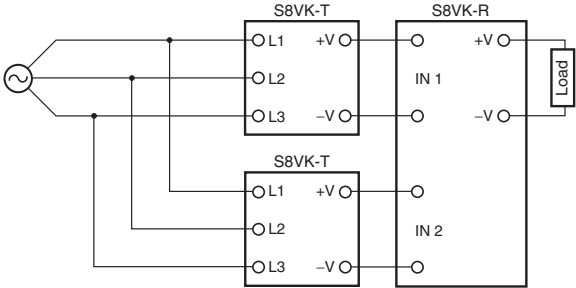 S8VK-T
S8VK-R
L1
+V
+V
L2
IN 1
Load
L3
−V
−V
S8VK-T
L1
+V
L2
IN 2
L3
−V